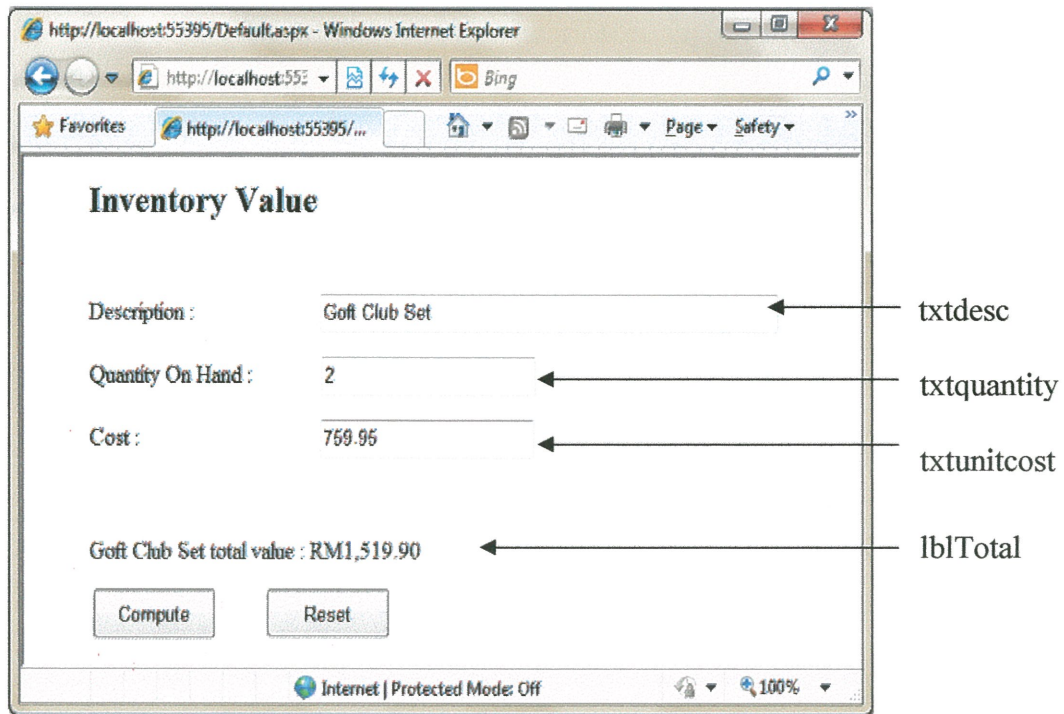 http://localhost:55395/Default.aspx - Windows Internet Explorer
http://localhost:553 Bing
Favorites http://localhost:55395/... Page Safety »
Inventory Value
Description : Goft Club Set txtdesc
Quantity On Hand : 2 txtquantity
Cost : 759.95 txtunitcost
Goft Club Set total value : RM1,519.90 lblTotal
Compute Reset
Internet | Protected Mode: Off 100%